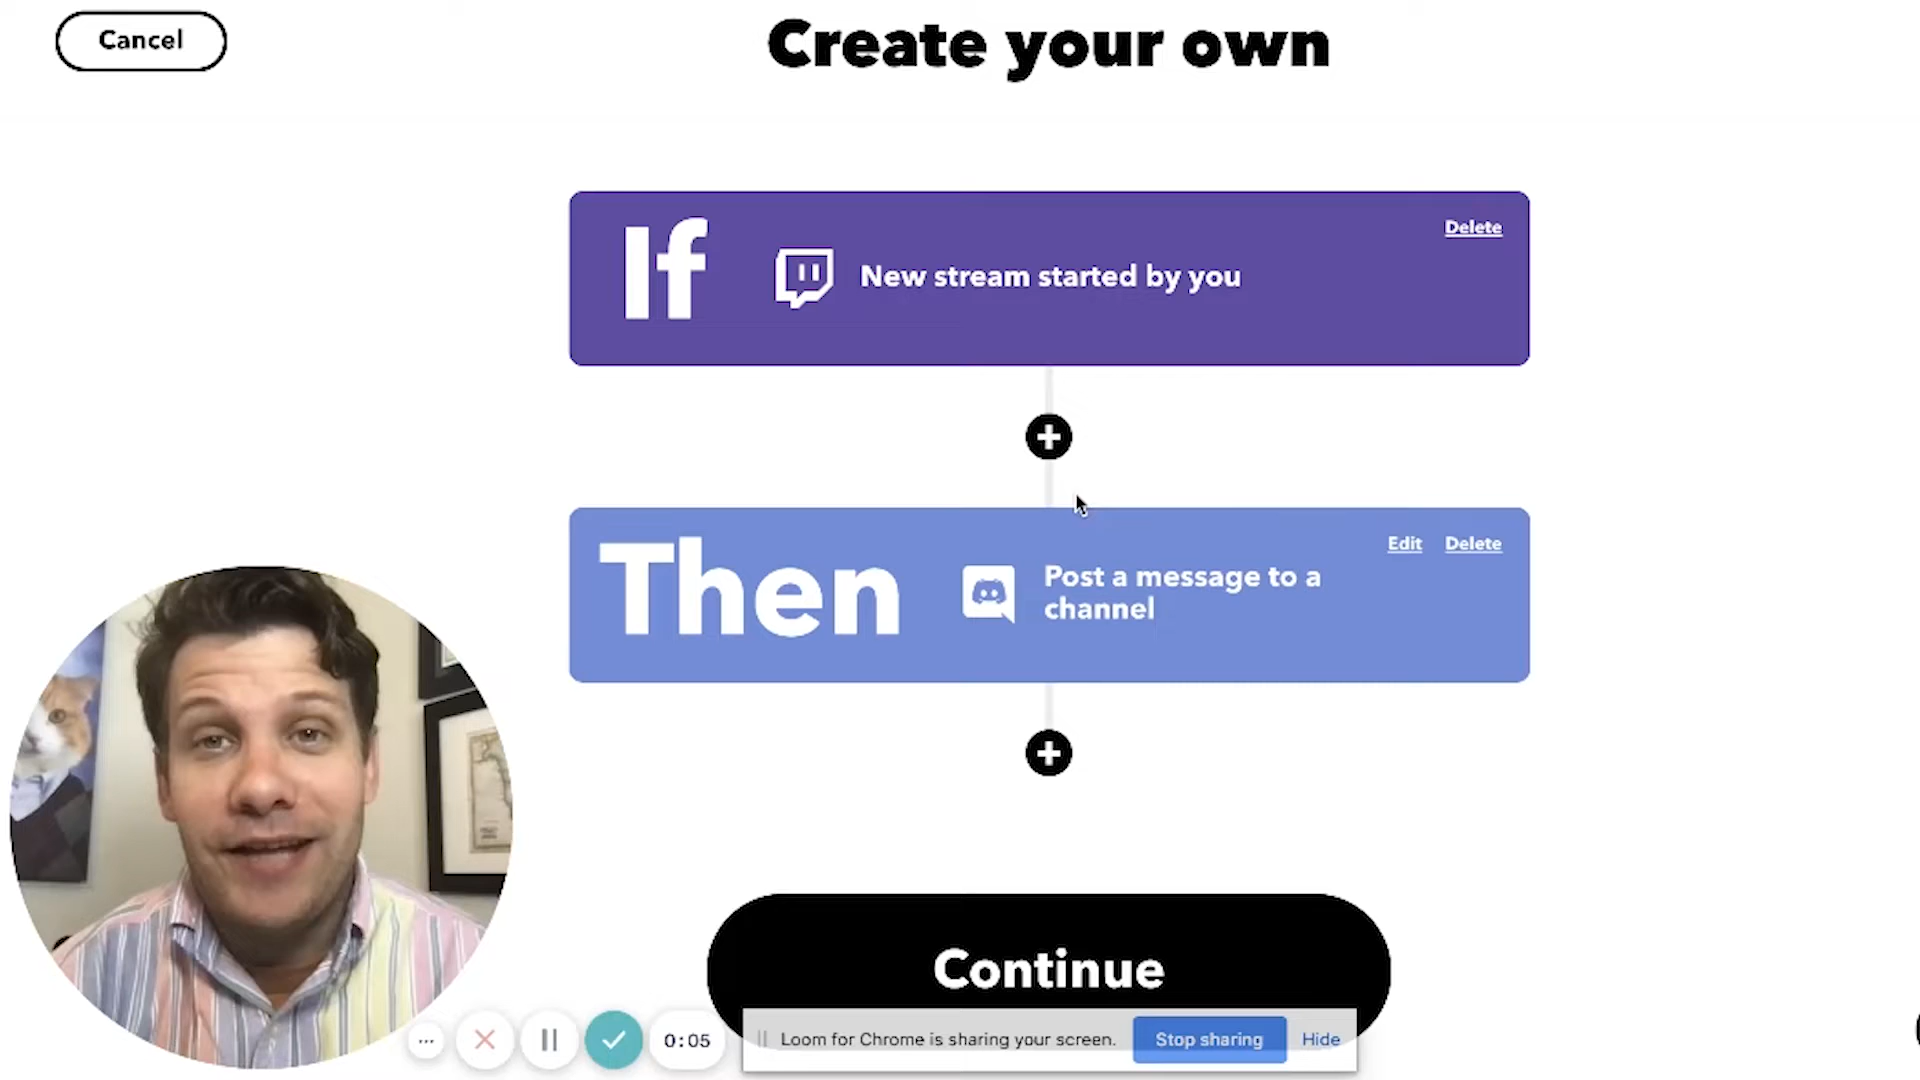 Cancel
Create your own
If
New stream started by you
Delete
Then
Post a message to a
channel
Edit
Delete
Continue
0:05
Loom for Chrome is sharing your screen.
Stop sharing
Hide